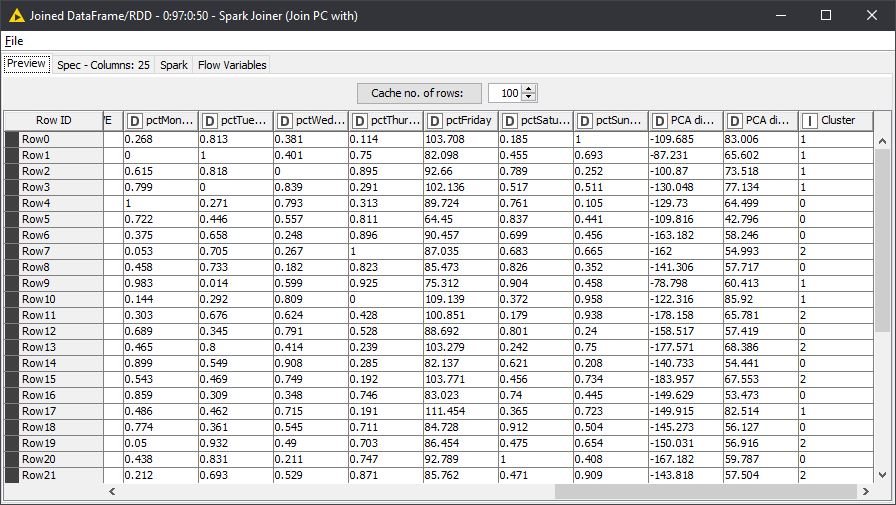 Joined DataFrame/RDD - 0:97:0:50 - Spark Joiner (Join PC with)
File
Preview Spec - Columns: 25 Spark Flow Variables
Cache no. of rows: 100
Row ID D pctMon... D pctTue... D pctWed... D pctThur... D pctFriday D pctSatu... D pctSun... D PCA di... D PCA di... I Cluster
Row0 0.268 0.813 0.381 0.114 103.708 0.185 1 -109.685 83.006 1
Row1 0 1 0.401 0.75 82.098 0.455 0.693 -87.231 65.602 1
Row2 0.615 0.818 0 0.895 92.66 0.789 0.252 -100.87 73.518 1
Row3 0.799 0 0.839 0.291 102.136 0.517 0.511 -130.048 77.134 1
Row4 1 0.271 0.793 0.313 89.724 0.761 0.105 -129.73 64.499 0
Row5 0.722 0.446 0.557 0.811 64.45 0.837 0.441 -109.816 42.796 0
Row6 0.375 0.658 0.248 0.896 90.457 0.699 0.456 -163.182 58.246 0
Row7 0.053 0.705 0.267 1 87.035 0.683 0.665 -162 54.993 2
Row8 0.458 0.733 0.182 0.823 85.473 0.826 0.352 -141.306 57.717 0
Row9 0.983 0.014 0.599 0.925 75.312 0.904 0.458 -78.798 60.413 1
Row10 0.144 0.292 0.809 0 109.139 0.372 0.958 -122.316 85.92 1
Row11 0.303 0.676 0.624 0.428 100.851 0.179 0.938 -178.158 65.781 2
Row12 0.689 0.345 0.791 0.528 88.692 0.801 0.24 -158.517 57.419 0
Row13 0.465 0.8 0.414 0.239 103.279 0.242 0.75 -177.571 68.386 2
Row14 0.899 0.549 0.908 0.285 82.137 0.621 0.208 -140.733 54.441 0
Row15 0.543 0.469 0.749 0.192 103.771 0.456 0.734 -183.957 67.553 2
Row16 0.859 0.309 0.348 0.746 83.023 0.74 0.445 -149.629 53.473 0
Row17 0.486 0.462 0.715 0.191 111.454 0.365 0.723 -149.915 82.514 1
Row18 0.774 0.361 0.545 0.711 84.728 0.912 0.504 -145.273 56.127 0
Row19 0.05 0.932 0.49 0.703 86.454 0.475 0.654 -150.031 56.916 2
Row20 0.438 0.831 0.211 0.747 92.789 1 0.408 -167.182 59.787 0
Row21 0.212 0.693 0.529 0.871 85.762 0.471 0.909 -143.818 57.504 2